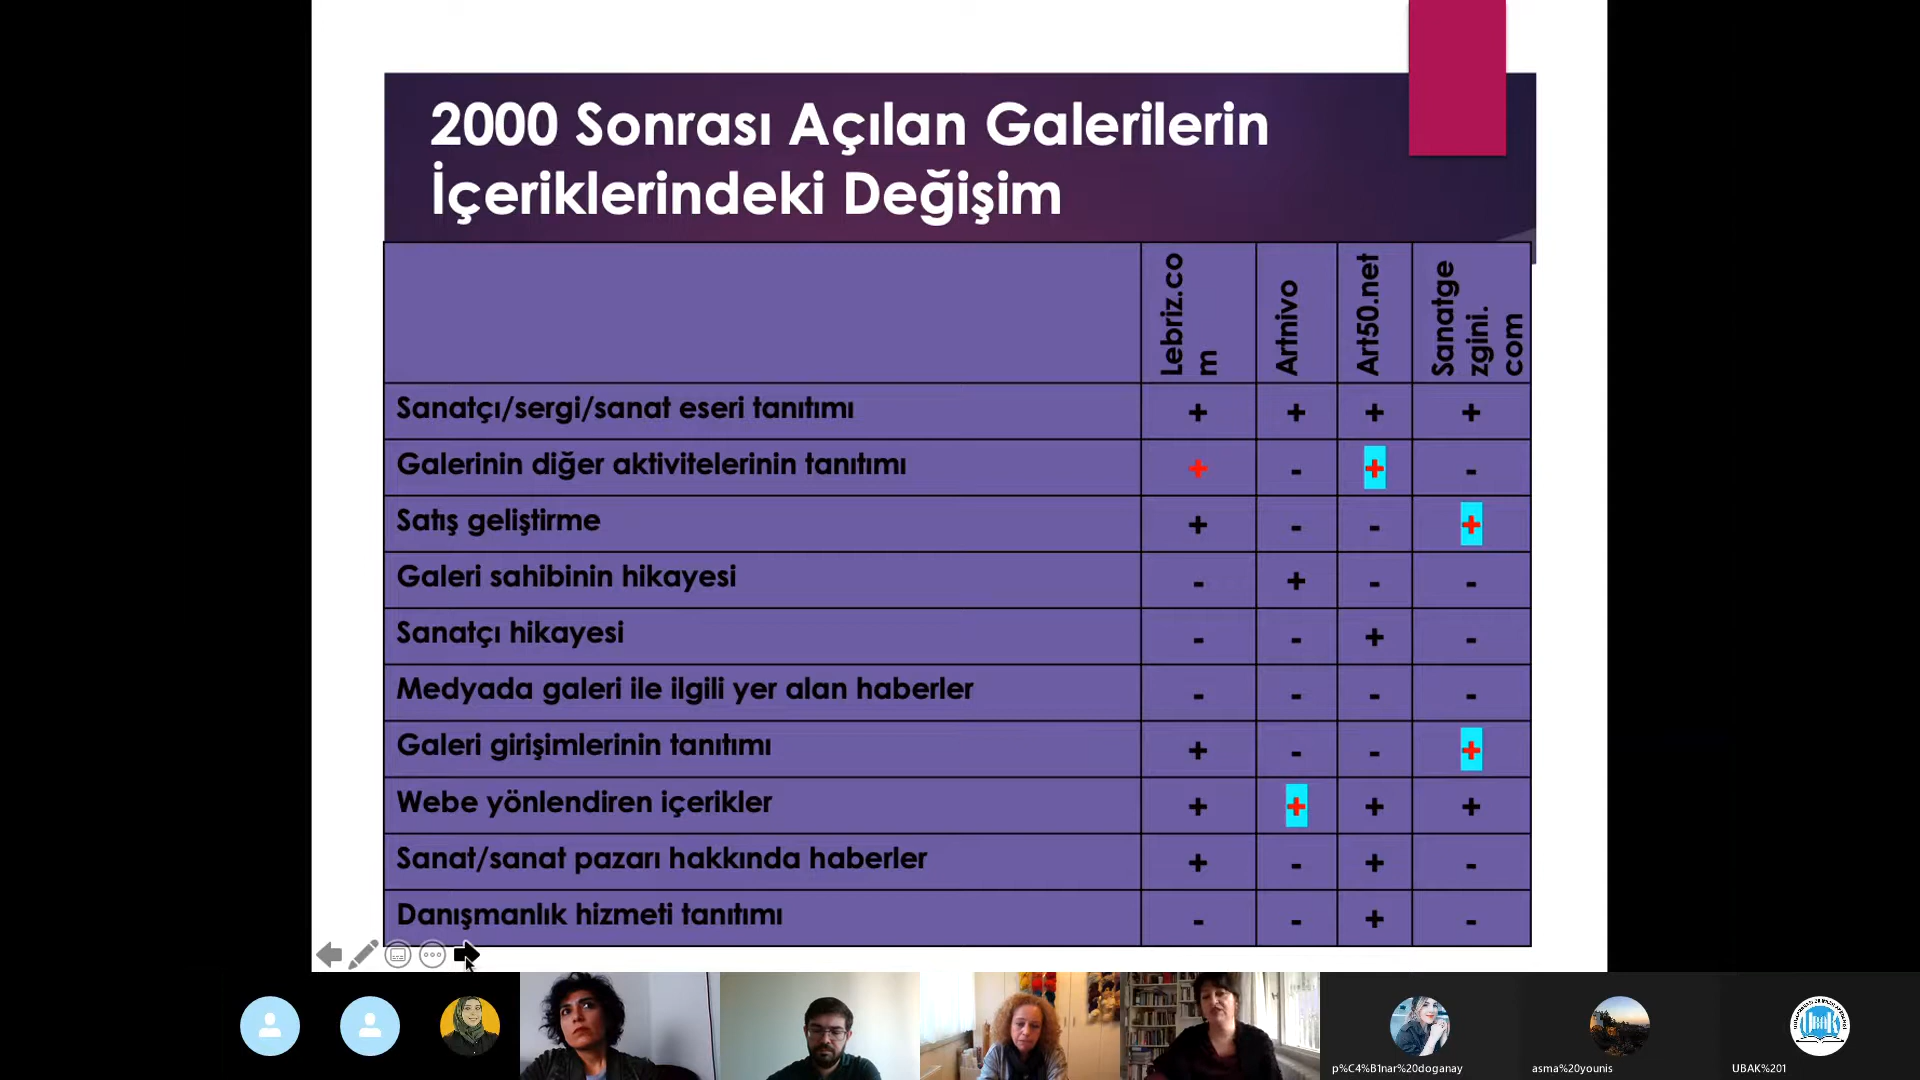 2000 Sonrası Açılan Galerilerin
İçeriklerindeki Değişim
Lebriz.co
m
Artnivo
Art50.net
Sanatge
zgini.
com
Sanatçı/sergi/sanat eseri tanıtımı + + + +
Galerinin diğer aktivitelerinin tanıtımı + - + -
Satış geliştirme + - - +
Galeri sahibinin hikayesi - + - -
Sanatçı hikayesi - - + -
Medyada galeri ile ilgili yer alan haberler - - - -
Galeri girişimlerinin tanıtımı + - - +
Webe yönlendiren içerikler + + + +
Sanat/sanat pazarı hakkında haberler + - + -
Danışmanlık hizmeti tanıtımı - - + -
p%C4%B1nar%20doganay
asma%20younis
UBAK
UBAK%201